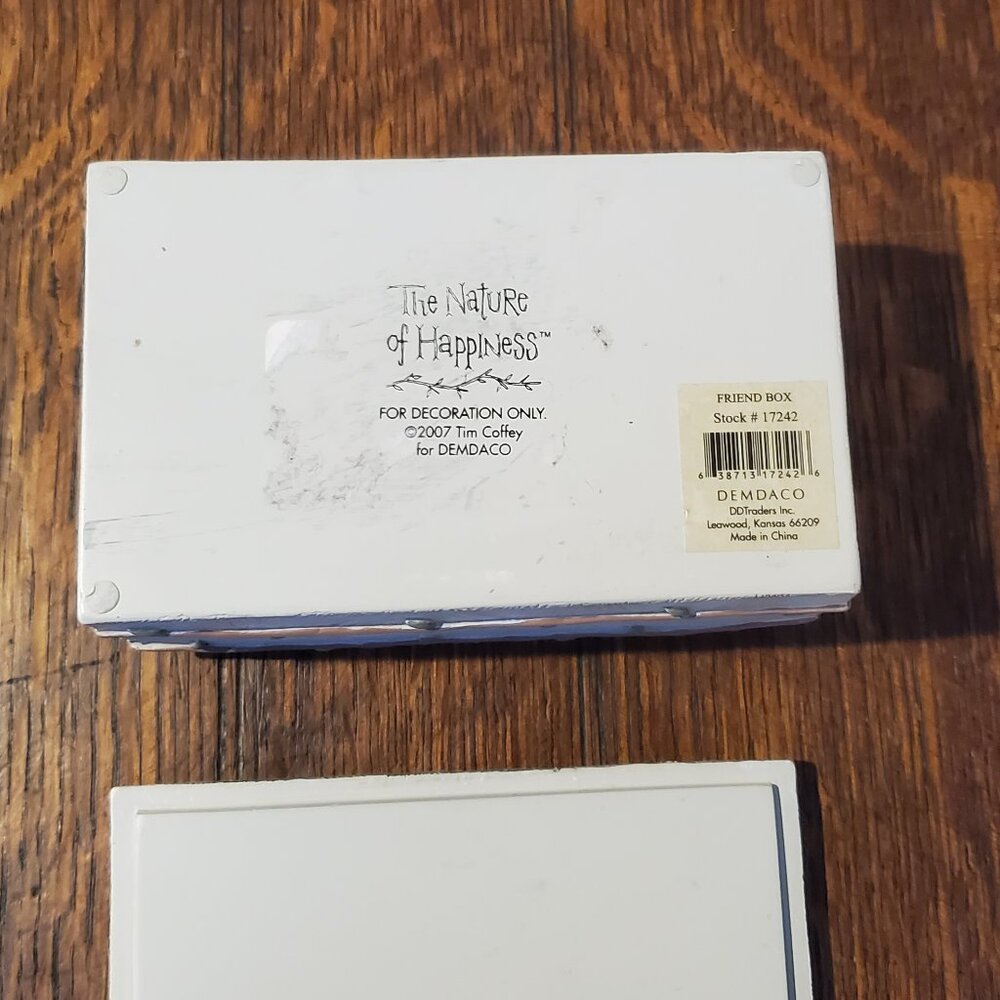 The Nature
of Happiness™
FOR DECORATION ONLY.
©2007 Tim Coffey
for DEMDACO
FRIEND BOX
Stock # 17242
6 38713 17242 6
DEMDACO
DDTraders Inc.
Leawood, Kansas 66209
Made in China